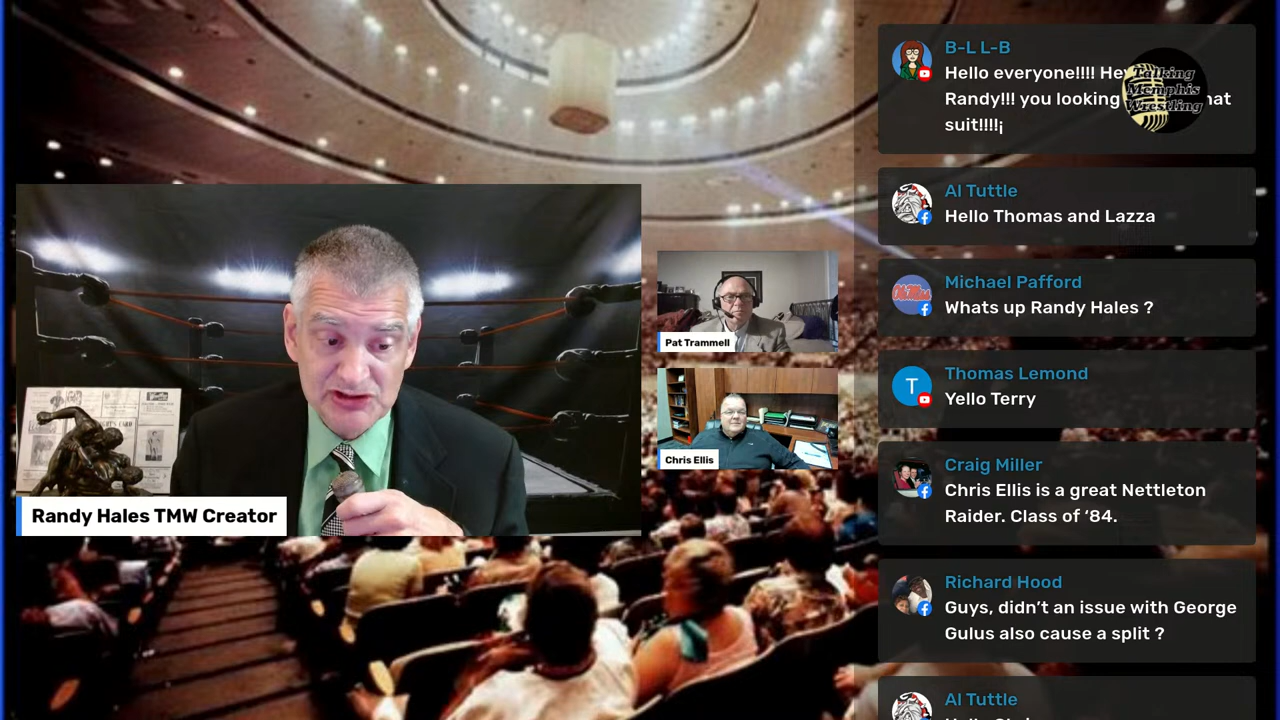 Randy Hales TMW Creator
Pat Trammell
Chris Ellis
B-L L-B
Hello everyone!!!! Hey
Randy!!! you looking
suit!!!!¡
Talking
Memphis
Wrestling
Al Tuttle
Hello Thomas and Lazza
Michael Pafford
Whats up Randy Hales ?
T
Thomas Lemond
Yello Terry
Craig Miller
Chris Ellis is a great Nettleton
Raider. Class of ‘84.
Richard Hood
Guys, didn’t an issue with George
Gulus also cause a split ?
Al Tuttle